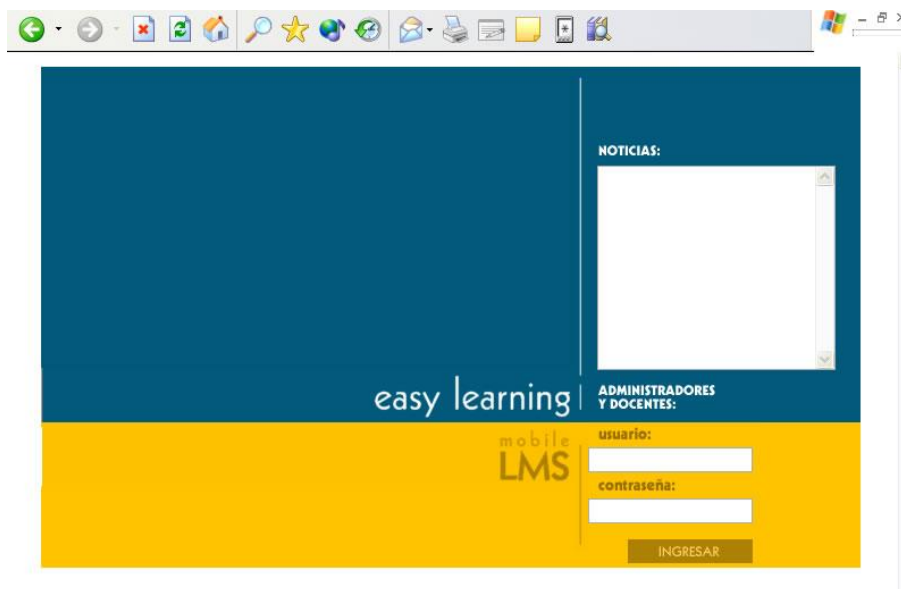 NOTICIAS:
easy learning
ADMINISTRADORES
Y DOCENTES:
mobile
LMS
usuario:
contraseña:
INGRESAR